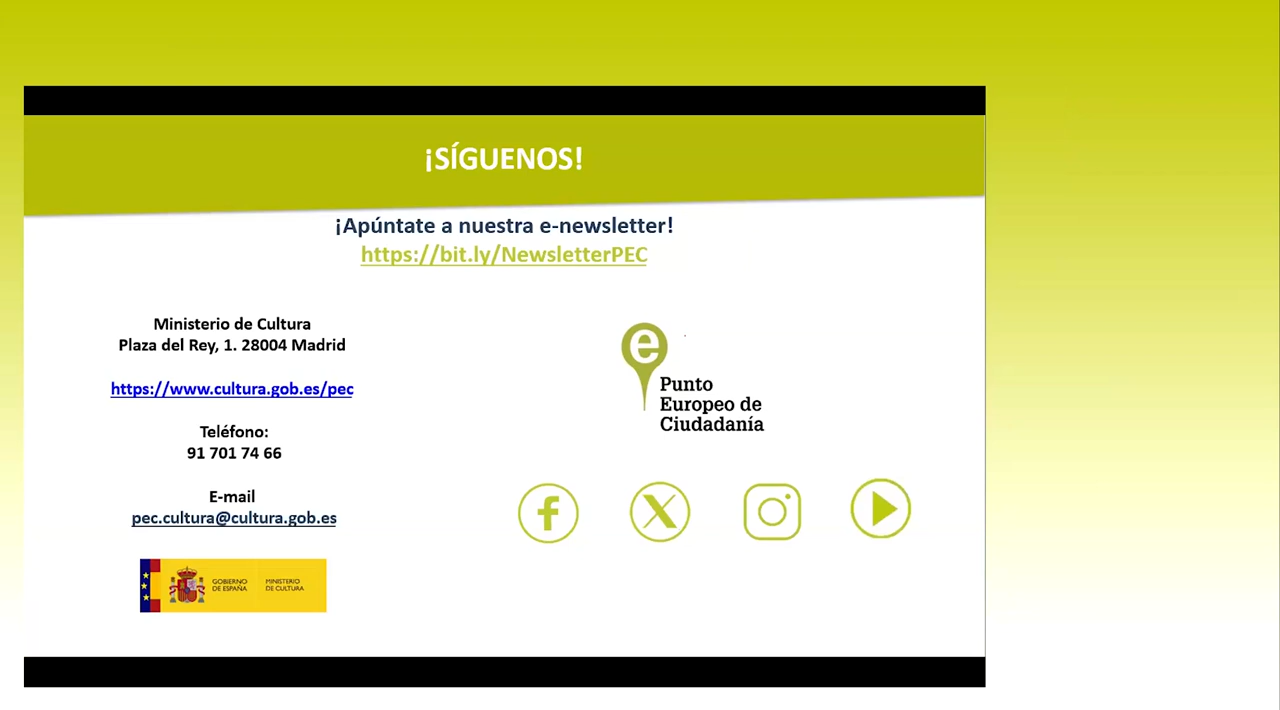 ¡SÍGUENOS!
¡Apúntate a nuestra e-newsletter!
https://bit.ly/NewsletterPEC
Ministerio de Cultura
Plaza del Rey, 1. 28004 Madrid
https://www.cultura.gob.es/pec
Teléfono:
91 701 74 66
E-mail
pec.cultura@cultura.gob.es
GOBIERNO
DE ESPAÑA
MINISTERIO
DE CULTURA
e
Punto
Europeo de
Ciudadanía